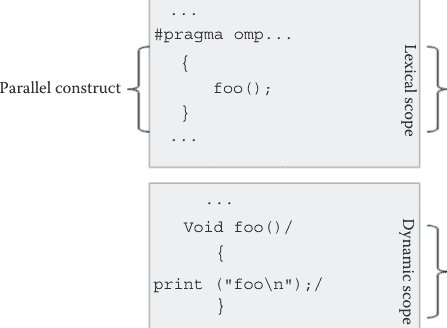 ...
#pragma omp...
{
Parallel construct
foo();
}
...
Lexical scope
...
Void foo()/
{
print ("foo\n");/
}
Dynamic scope